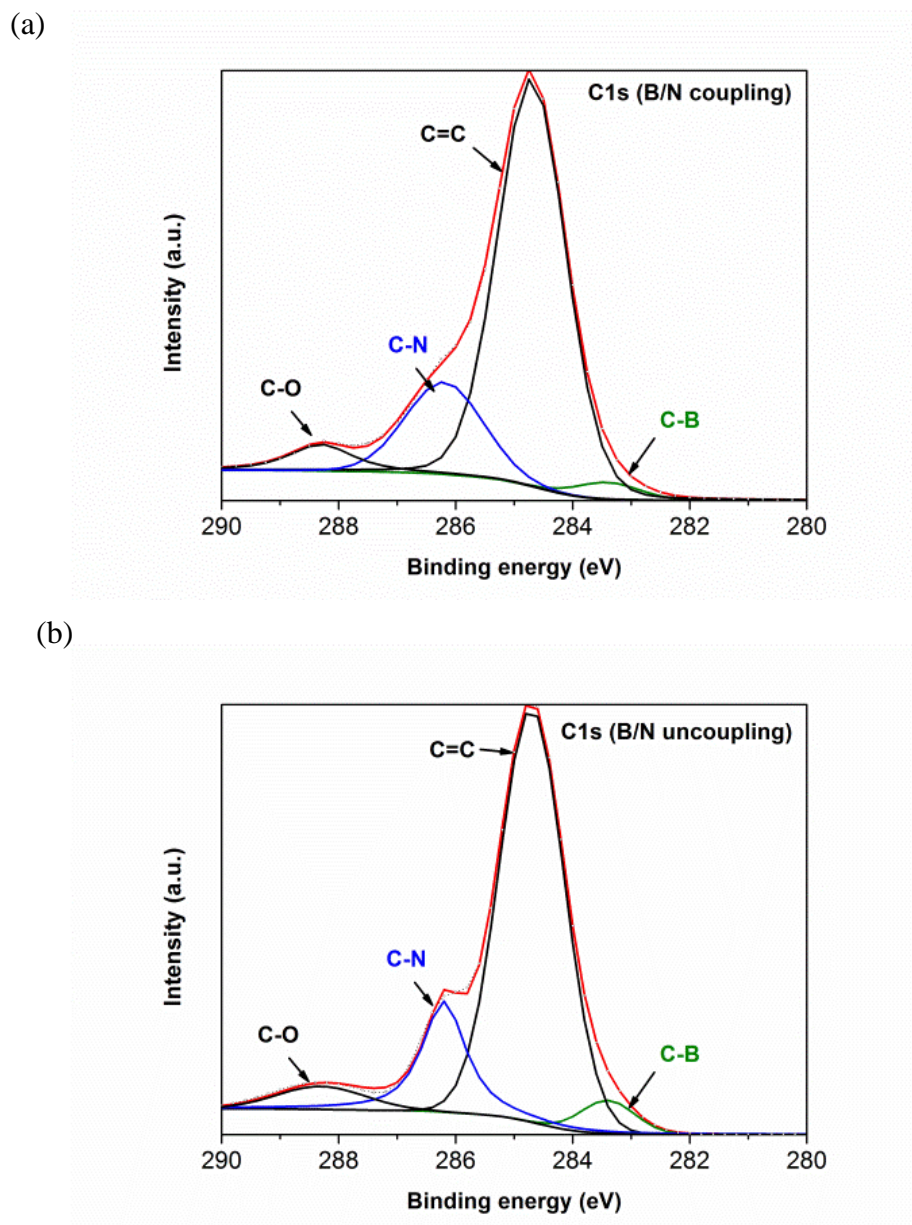 (a)
C1s (B/N coupling)
C=C
C-N
C-O
C-B
Intensity (a.u.)
290 288 286 284 282 280
Binding energy (eV)
(b)
C1s (B/N uncoupling)
C=C
C-N
C-O
C-B
Intensity (a.u.)
290 288 286 284 282 280
Binding energy (eV)